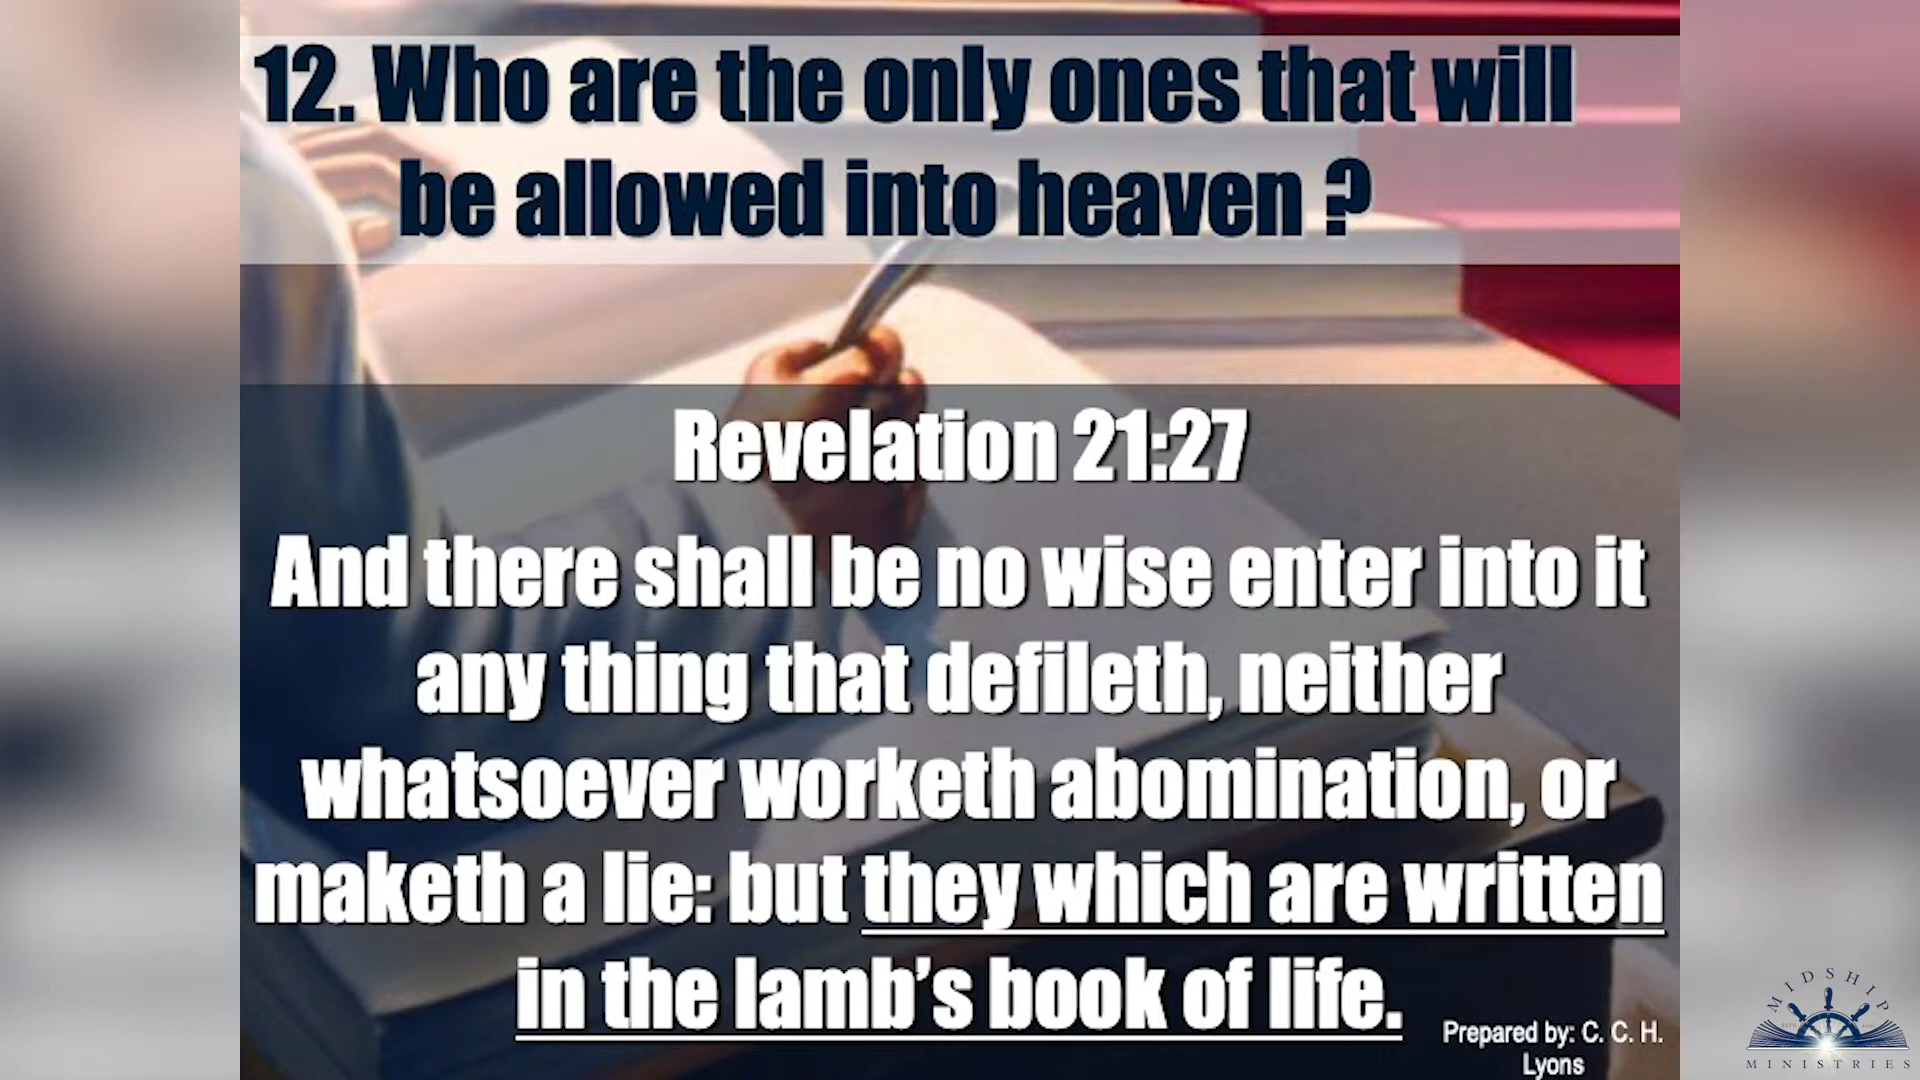 12. Who are the only ones that will
be allowed into heaven ?
Revelation 21:27
And there shall be no wise enter into it
any thing that defileth, neither
whatsoever worketh abomination, or
maketh a lie: but they which are written
in the lamb’s book of life.
Prepared by: C. C. H.
Lyons
MIDSHIP
MINISTRIES